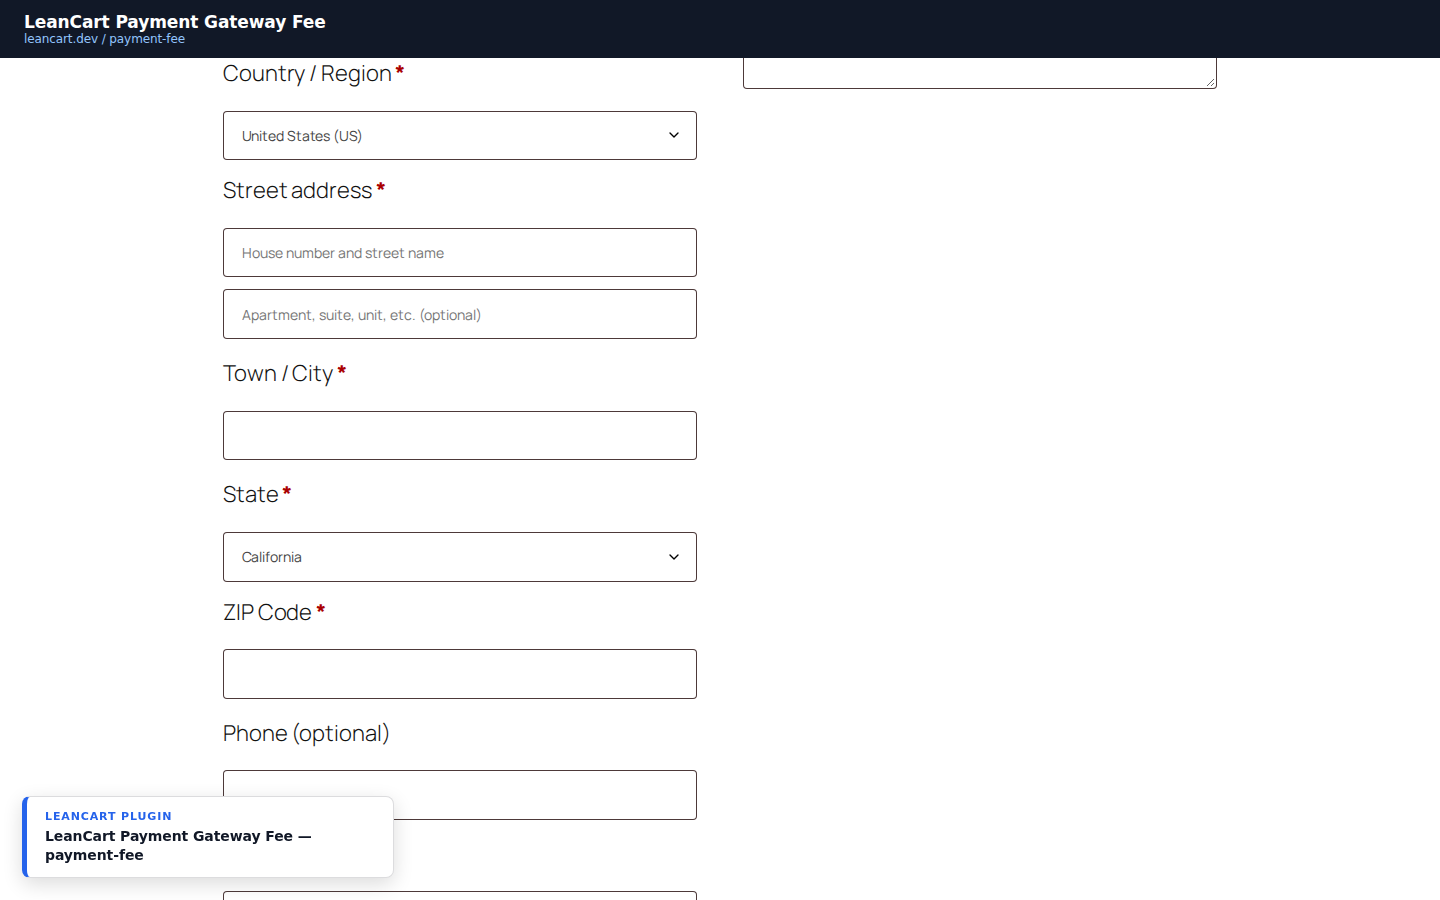 LeanCart Payment Gateway Fee
leancart.dev / payment-fee
Country / Region *
United States (US)
Street address *
House number and street name
Apartment, suite, unit, etc. (optional)
Town / City *
State *
California
ZIP Code *
Phone (optional)
LEANCART PLUGIN
LeanCart Payment Gateway Fee —
payment-fee